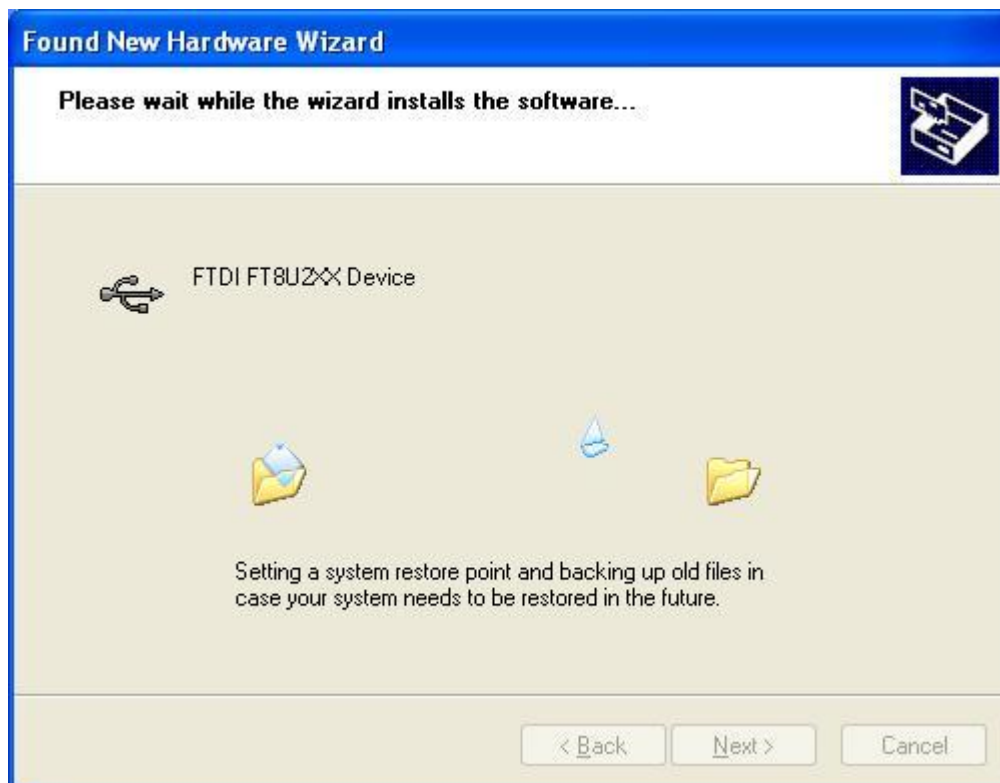 Found New Hardware Wizard
Please wait while the wizard installs the software...
FTDI FT8U2XX Device
Setting a system restore point and backing up old files in
case your system needs to be restored in the future.
< Back
Next >
Cancel